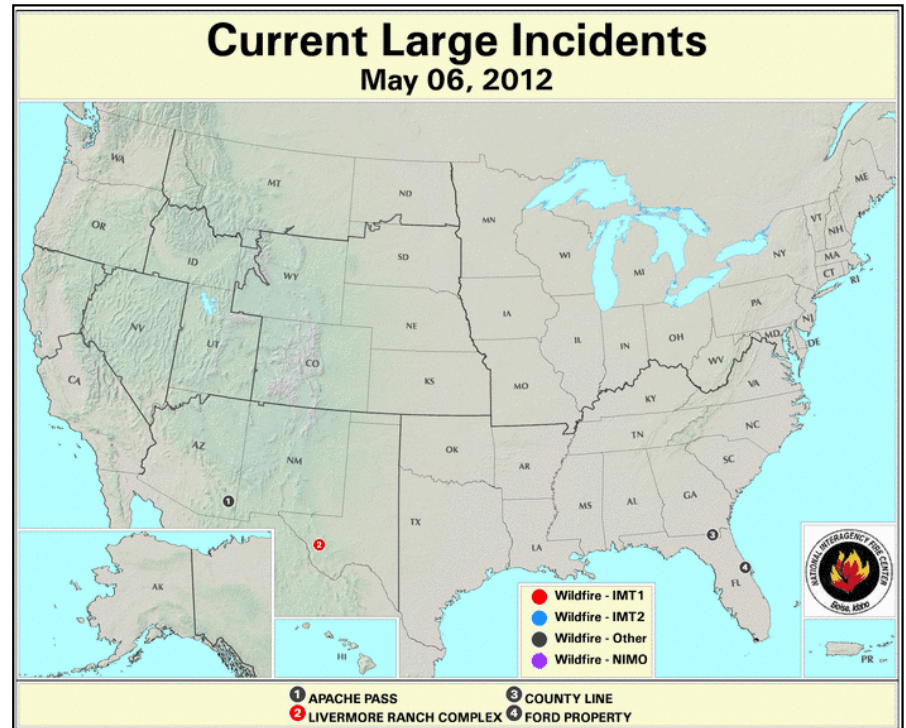 Current Large Incidents
May 06, 2012
WA
MT
ND
MN
ME
OR
ID
WY
SD
WI
MI
VT
NH
NY
MA
CT
RI
NV
UT
CO
NE
IA
IL
IN
OH
PA
NJ
MD
DE
CA
KS
MO
WV
VA
KY
AZ
NM
OK
AR
TN
NC
SC
TX
LA
MS
AL
GA
FL
1
2
3
4
AK
HI
PR
NATIONAL INTERAGENCY FIRE CENTER
Boise, Idaho
Wildfire - IMT1
Wildfire - IMT2
Wildfire - Other
Wildfire - NIMO
1 APACHE PASS
2 LIVERMORE RANCH COMPLEX
3 COUNTY LINE
4 FORD PROPERTY